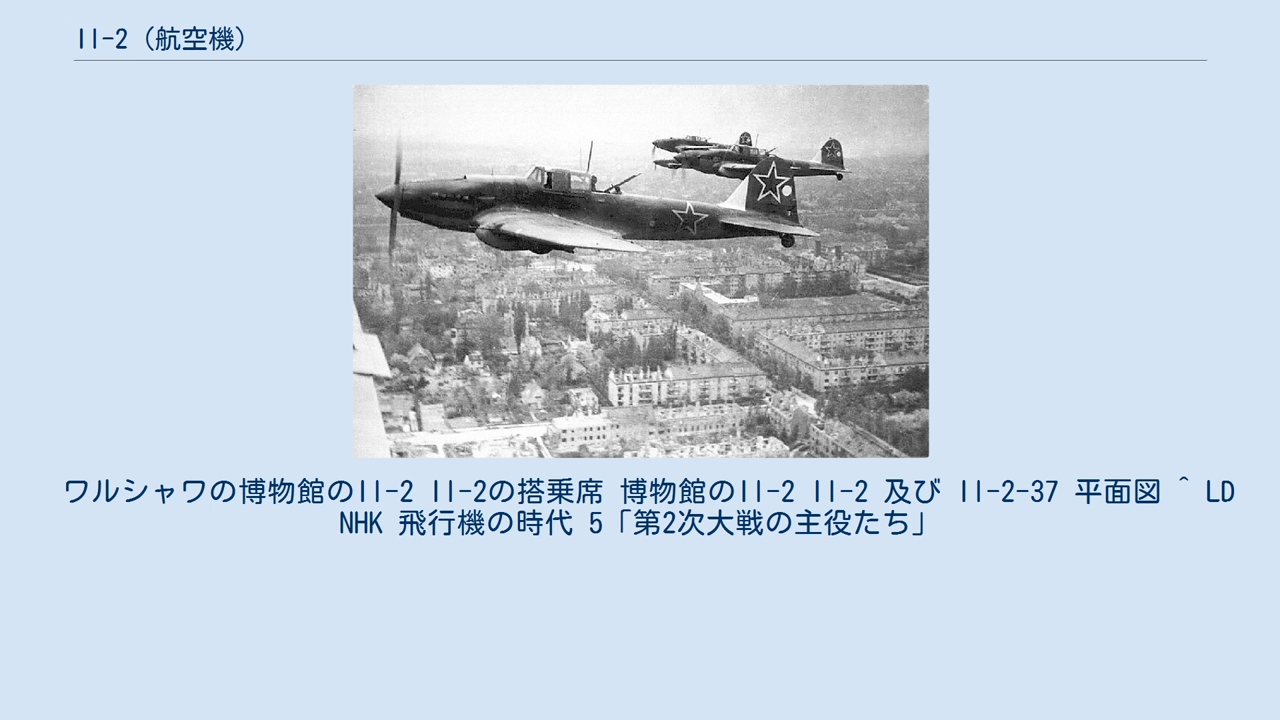 Il-2（航空機）
ワルシャワの博物館のIl-2 Il-2の搭乗席 博物館のIl-2 Il-2 及び Il-2-37 平面図 ^ LD
NHK 飛行機の時代 5「第2次大戦の主役たち」